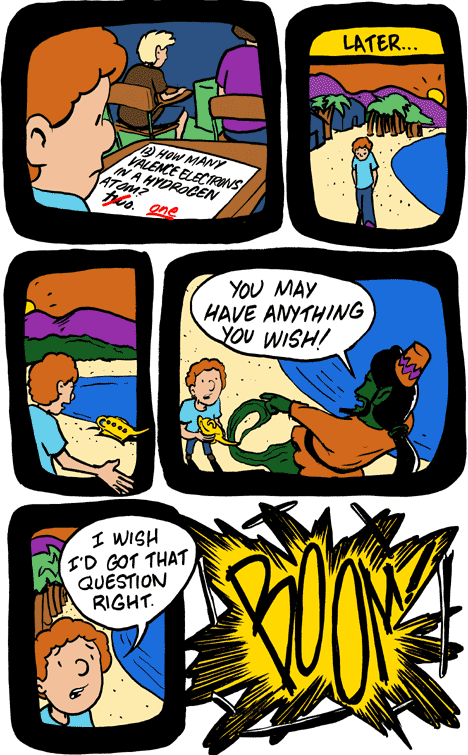 12) HOW MANY
VALENCE ELECTRONS
IN A HYDROGEN
ATOM?
two. one
LATER...
YOU MAY
HAVE ANYTHING
YOU WISH!
I WISH
I'D GOT THAT
QUESTION
RIGHT.
BOOM!